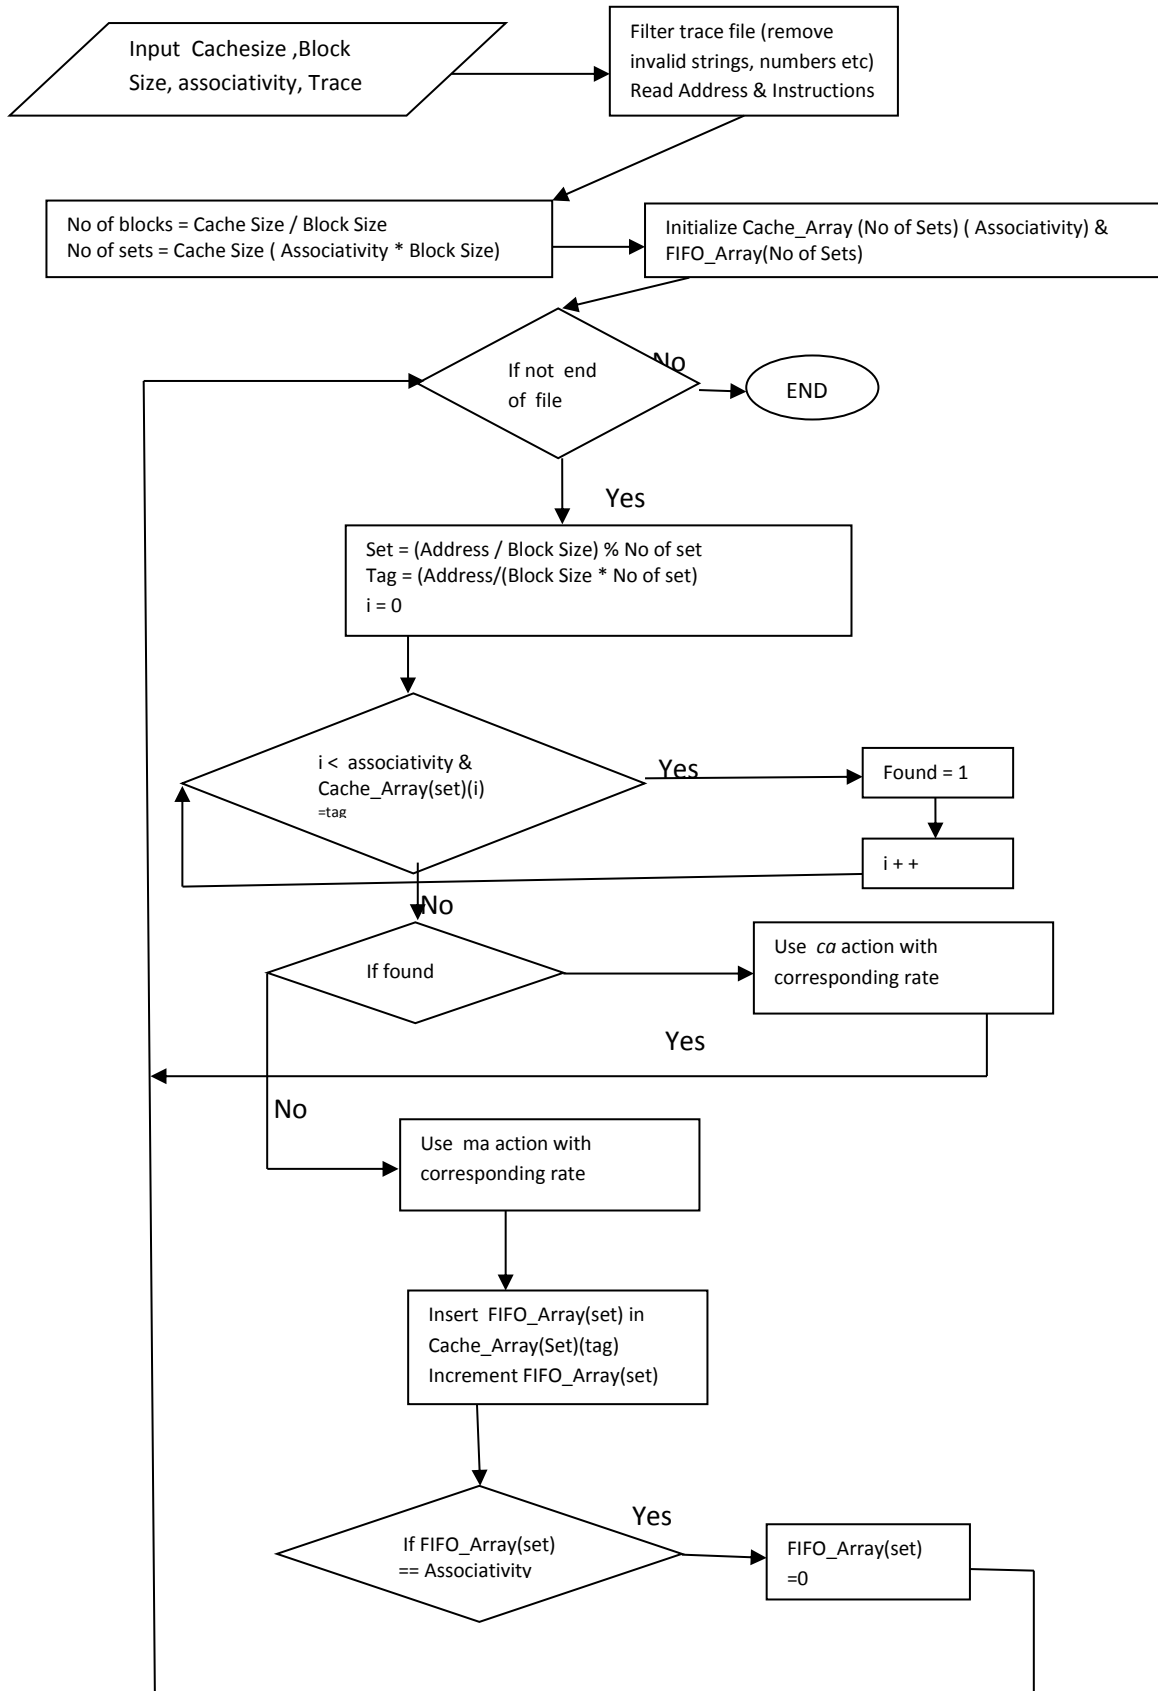 Input Cachesize ,Block
Size, associativity, Trace
Filter trace file (remove
invalid strings, numbers etc)
Read Address & Instructions
No of blocks = Cache Size / Block Size
No of sets = Cache Size ( Associativity * Block Size)
Initialize Cache_Array (No of Sets) ( Associativity) &
FIFO_Array(No of Sets)
If not end
of file
No
END
Yes
Set = (Address / Block Size) % No of set
Tag = (Address/(Block Size * No of set)
i = 0
i < associativity &
Cache_Array(set)(i)
=tag
Yes
Found = 1
i + +
No
If found
Use ca action with
corresponding rate
Yes
No
Use ma action with
corresponding rate
Insert FIFO_Array(set) in
Cache_Array(Set)(tag)
Increment FIFO_Array(set)
If FIFO_Array(set)
== Associativity
Yes
FIFO_Array(set)
=0